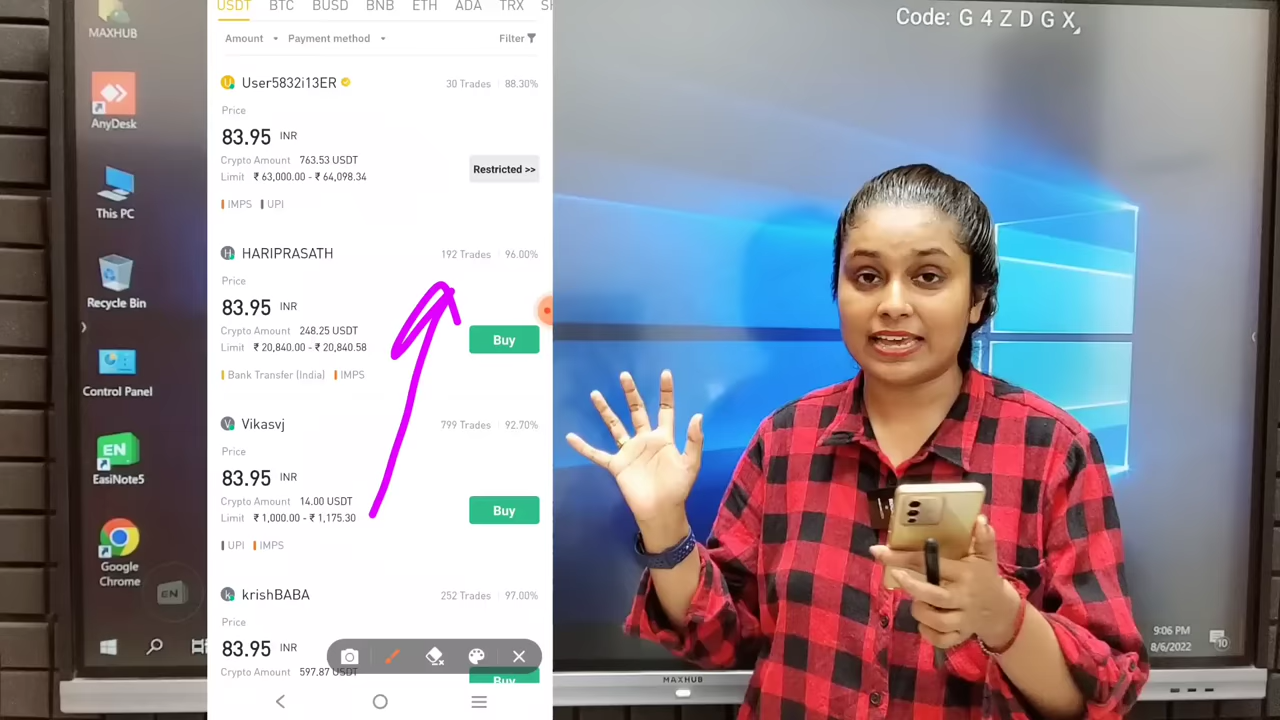 Code: G 4 Z D G X
MAXHUB
AnyDesk
This PC
Recycle Bin
Control Panel
EN
EasiNote5
Google
Chrome
EN
USDT BTC BUSD BNB ETH ADA TRX
Amount Payment method Filter
User5832i13ER 30 Trades 88.30%
Price
83.95 INR
Crypto Amount 763.53 USDT
Limit ₹ 63,000.00 - ₹ 64,098.34
Restricted >>
IMPS UPI
H HARIPRASATH 192 Trades 96.00%
Price
83.95 INR
Crypto Amount 248.25 USDT
Limit ₹ 20,840.00 - ₹ 20,840.58
Buy
Bank Transfer (India) IMPS
V Vikasvj 799 Trades 92.70%
Price
83.95 INR
Crypto Amount 14.00 USDT
Limit ₹ 1,000.00 - ₹ 1,175.30
Buy
UPI IMPS
k krishBABA 252 Trades 97.00%
Price
83.95 INR
Crypto Amount 597.87 USDT
Buy
9:06 PM
8/6/2022
10
MAXHUB